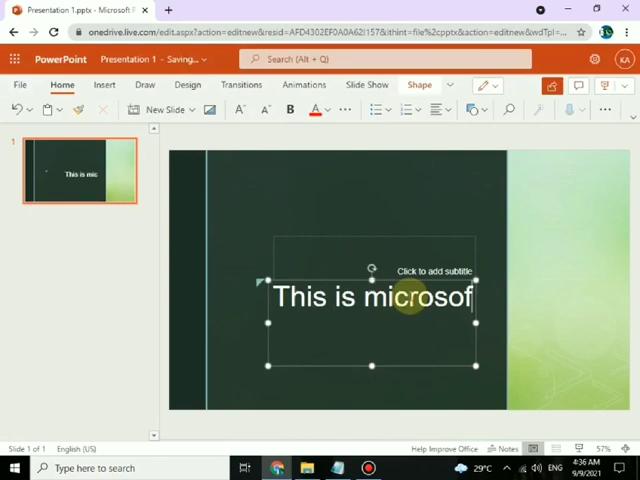 Presentation 1.pptx - Microsof
onedrive.live.com/edit.aspx?action=editnew&resid=AFD4302EF0A0A62!157&ithint=file%2cpptx&action=editnew&wdTpl=...
PowerPoint
Presentation 1 - Saving...
Search (Alt + Q)
KA
File
Home
Insert
Draw
Design
Transitions
Animations
Slide Show
Shape
New Slide
1
This is mic
Click to add subtitle
This is microsof
Slide 1 of 1
English (US)
Help Improve Office
Notes
57%
Type here to search
29°C
ENG
4:36 AM
9/9/2021